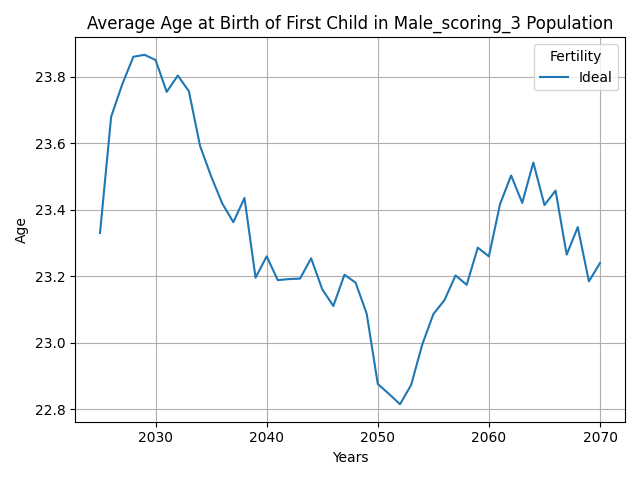 Average Age at Birth of First Child in Male_scoring_3 Population
Fertility
Ideal
Age
23.8
23.6
23.4
23.2
23.0
22.8
2030 2040 2050 2060 2070
Years